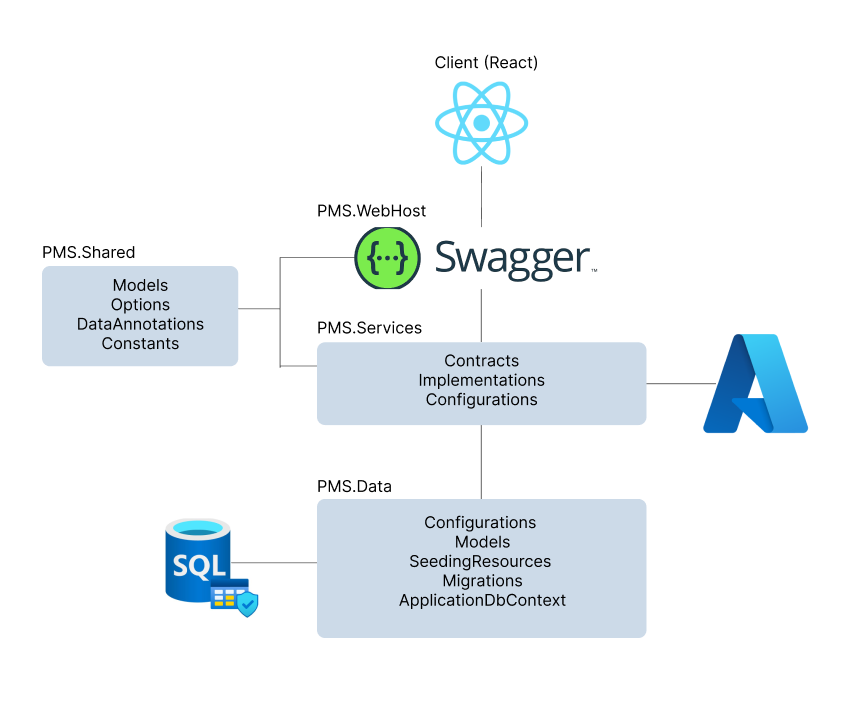 Client (React)
PMS.WebHost
{···} Swagger ™
PMS.Shared
Models
Options
DataAnnotations
Constants
PMS.Services
Contracts
Implementations
Configurations
PMS.Data
Configurations
Models
SeedingResources
Migrations
ApplicationDbContext
SQL